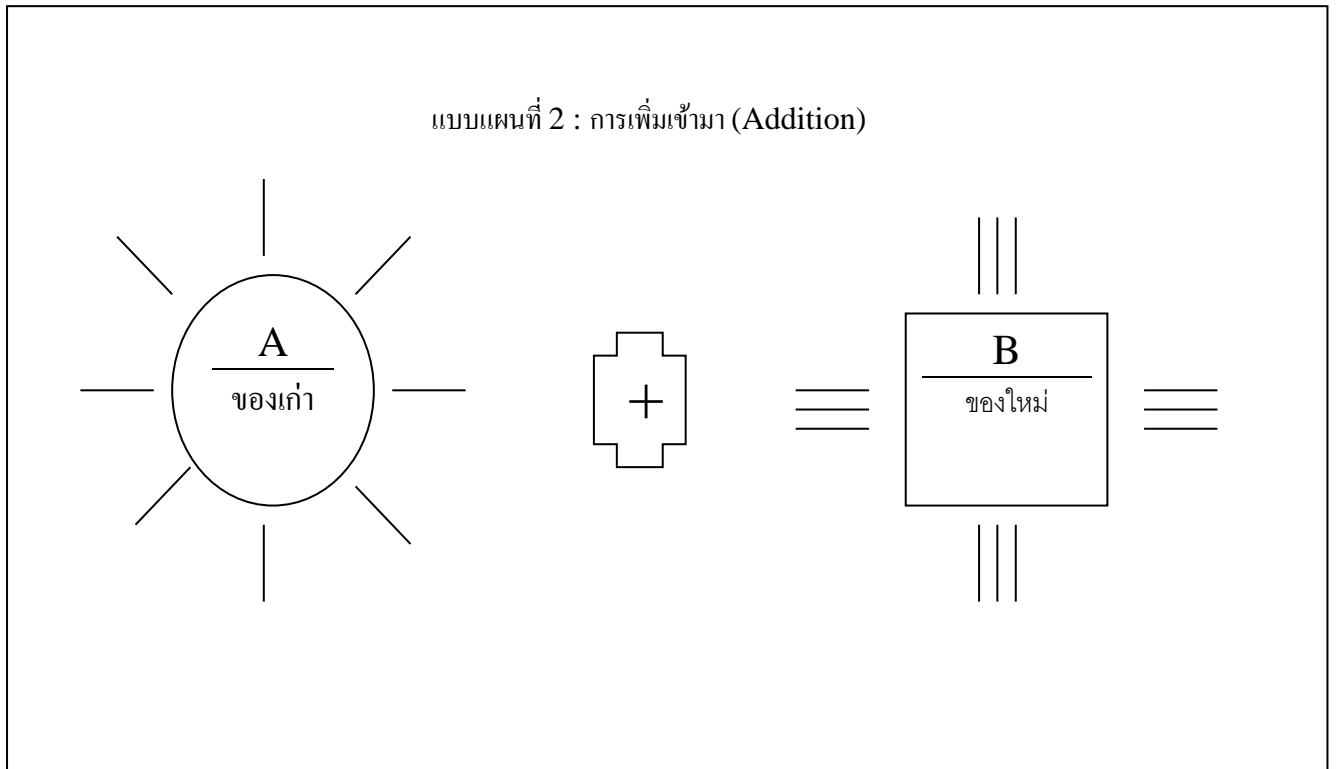 แบบแผนที่ 2 : การเพิ่มเข้ามา (Addition)
A
ของเก่า
+
B
ของใหม่